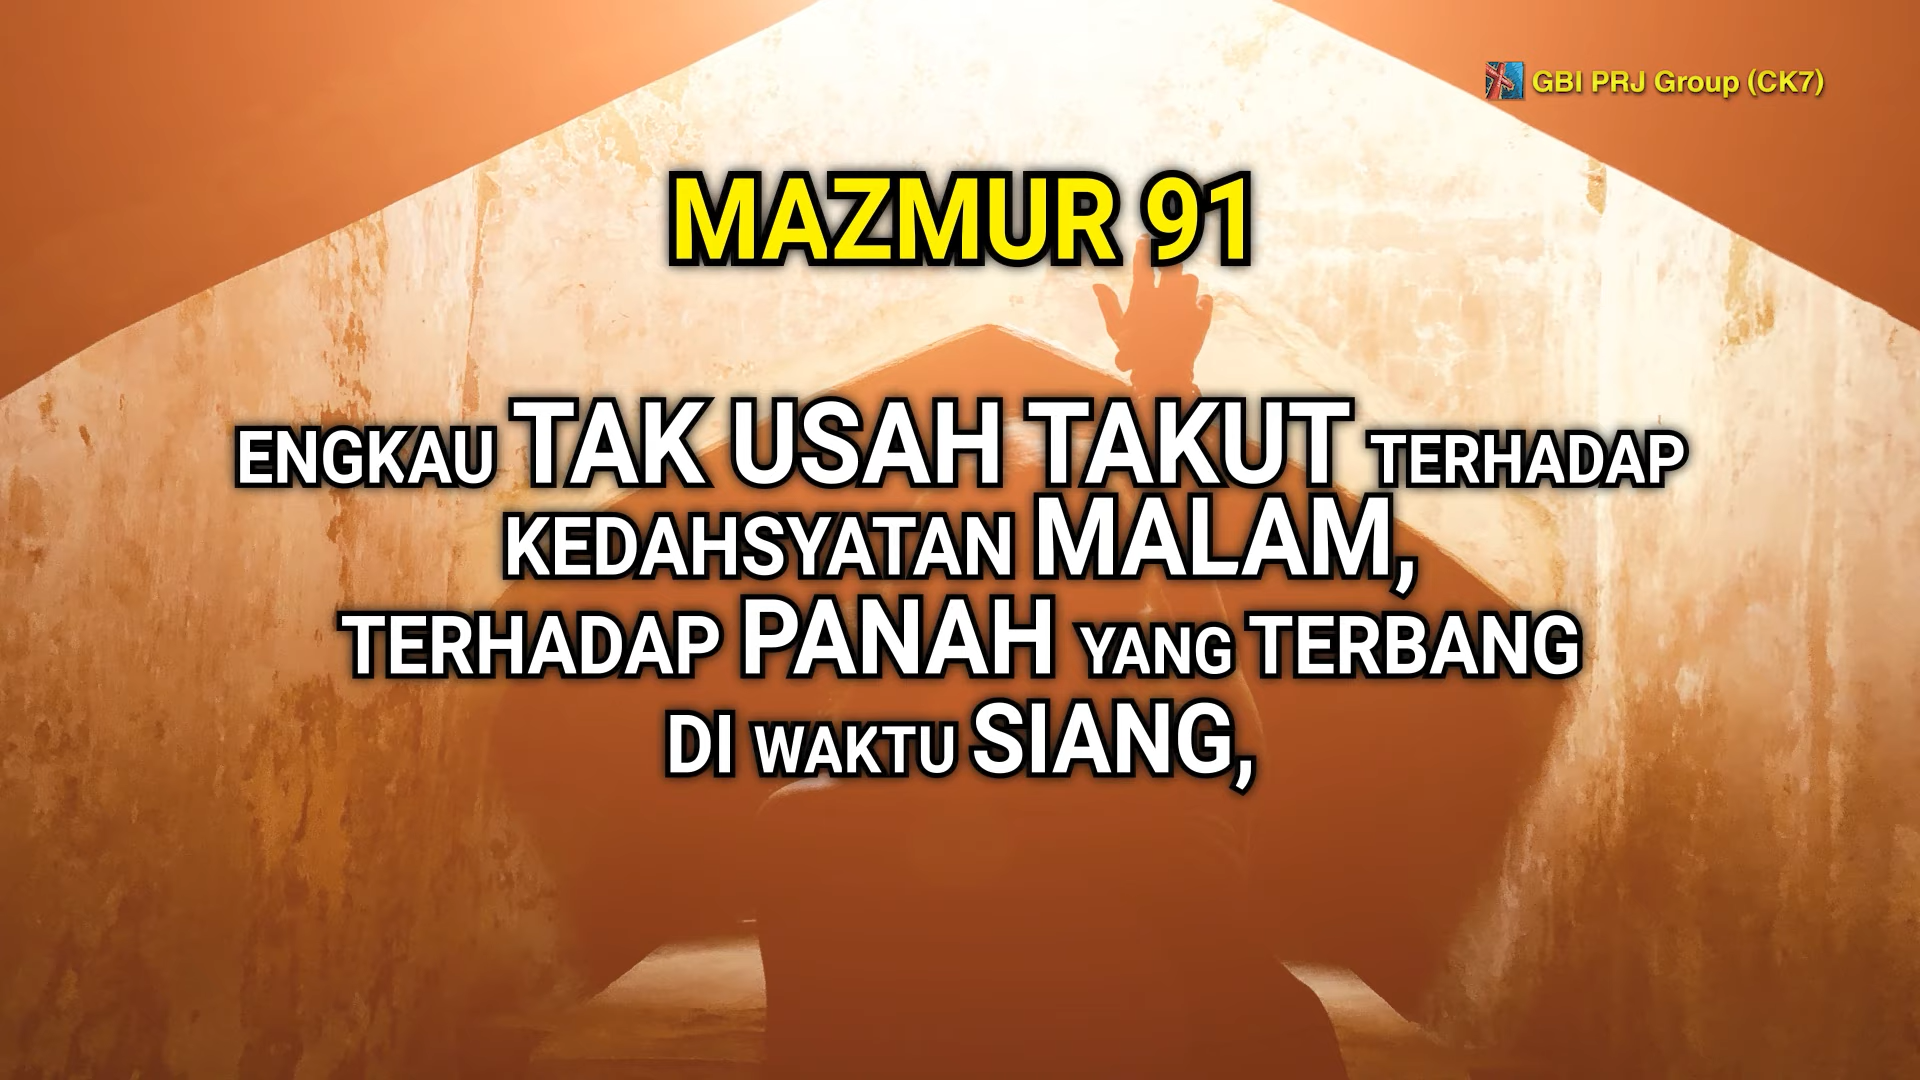 GBI PRJ Group (CK7)
MAZMUR 91
ENGKAU TAK USAH TAKUT TERHADAP
KEDAHSYATAN MALAM,
TERHADAP PANAH YANG TERBANG
DI WAKTU SIANG,